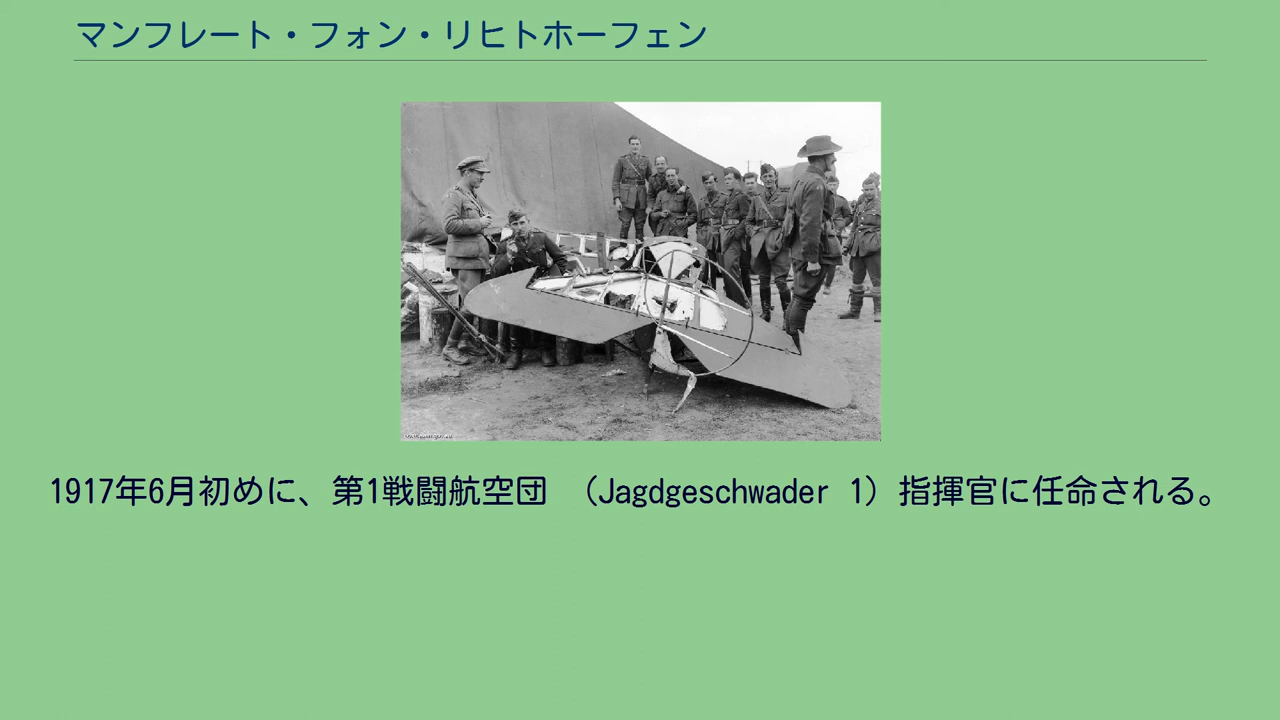 マンフレート・フォン・リヒトホーフェン
1917年6月初めに、第1戦闘航空団 （Jagdgeschwader 1）指揮官に任命される。